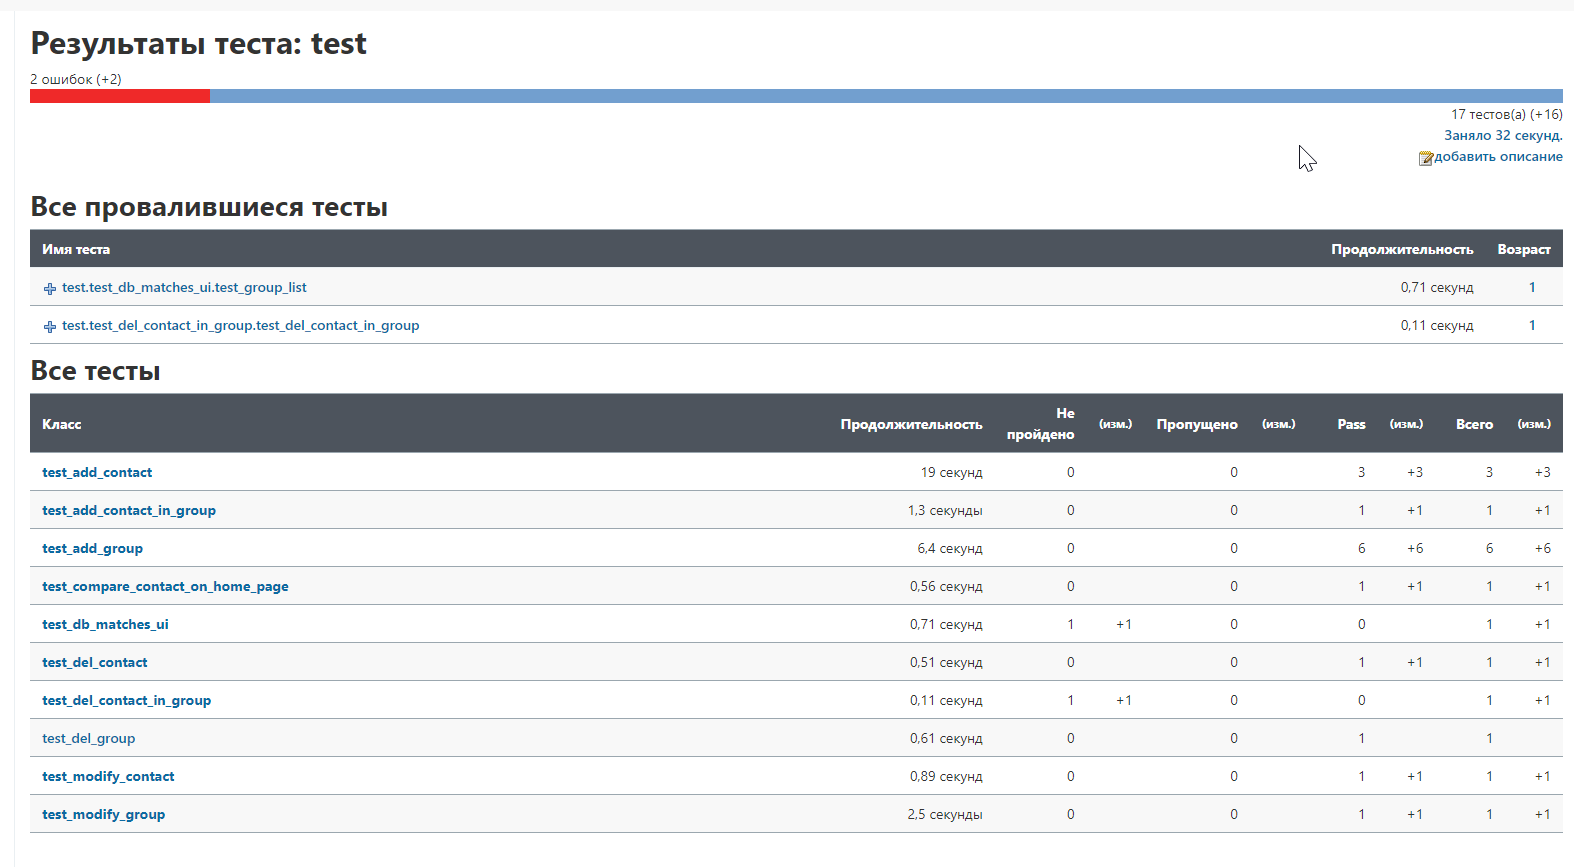 Результаты теста: test
2 ошибок (+2)
17 тестов(а) (+16)
Заняло 32 секунд.
добавить описание
Все провалившиеся тесты
Имя теста Продолжительность Возраст
test.test_db_matches_ui.test_group_list 0,71 секунд 1
test.test_del_contact_in_group.test_del_contact_in_group 0,11 секунд 1
Все тесты
Класс Продолжительность Не пройдено (изм.) Пропущено (изм.) Pass (изм.) Всего (изм.)
test_add_contact 19 секунд 0 0 3 +3 3 +3
test_add_contact_in_group 1,3 секунды 0 0 1 +1 1 +1
test_add_group 6,4 секунд 0 0 6 +6 6 +6
test_compare_contact_on_home_page 0,56 секунд 0 0 1 +1 1 +1
test_db_matches_ui 0,71 секунд 1 +1 0 0 1 +1
test_del_contact 0,51 секунд 0 0 1 +1 1 +1
test_del_contact_in_group 0,11 секунд 1 +1 0 0 1 +1
test_del_group 0,61 секунд 0 0 1 1
test_modify_contact 0,89 секунд 0 0 1 +1 1 +1
test_modify_group 2,5 секунды 0 0 1 +1 1 +1